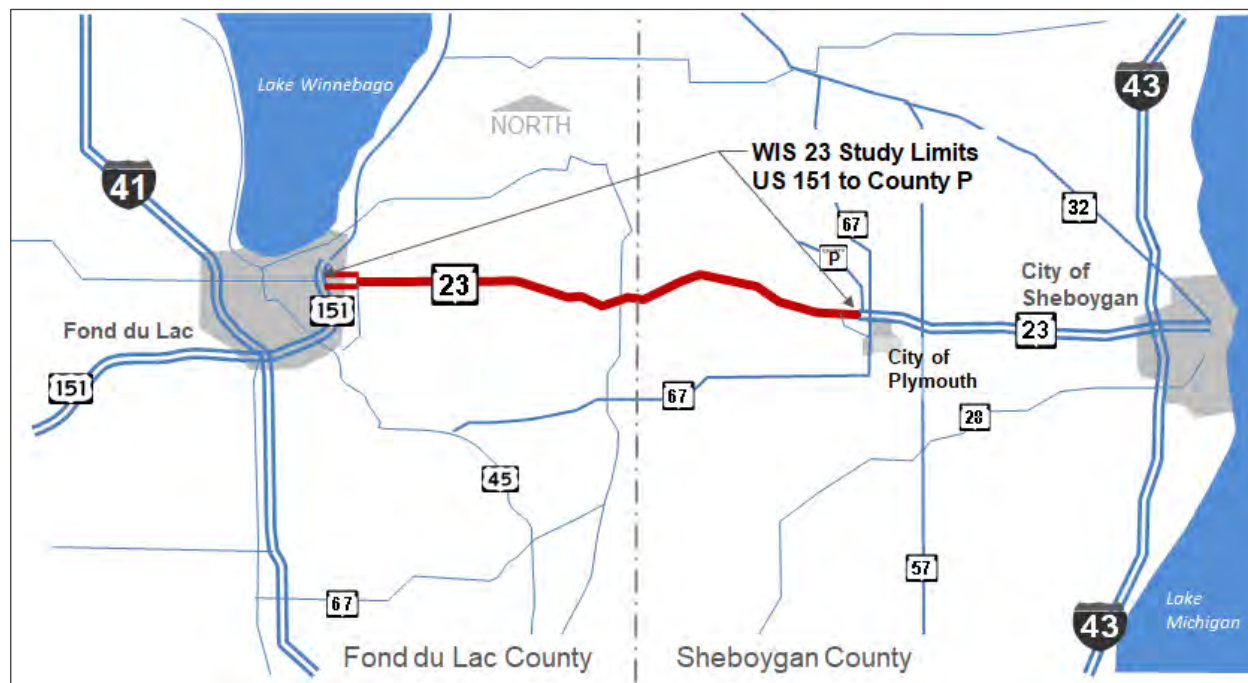 Lake Winnebago
NORTH
43
41
WIS 23 Study Limits
US 151 to County P
32
67
P
23
City of
Sheboygan
151
Fond du Lac
23
City of
Plymouth
151
67
28
45
57
67
Lake
Michigan
43
Fond du Lac County
Sheboygan County